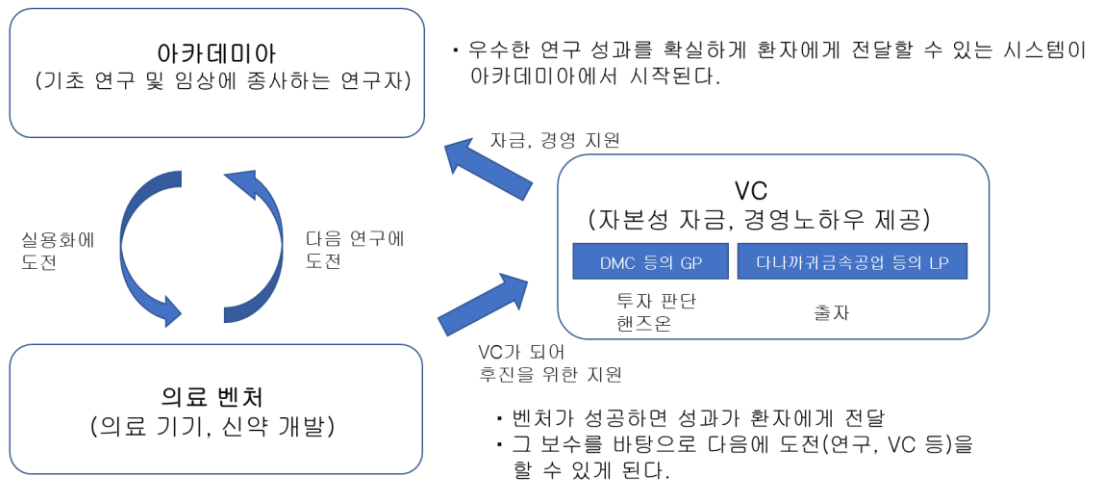 아카데미아
(기초 연구 및 임상에 종사하는 연구자)
・우수한 연구 성과를 확실하게 환자에게 전달할 수 있는 시스템이
아카데미아에서 시작된다.
자금, 경영 지원
VC
(자본성 자금, 경영노하우 제공)
DMC 등의 GP
다나까귀금속공업 등의 LP
투자 판단
핸즈온
출자
실용화에
도전
다음 연구에
도전
VC가 되어
후진을 위한 지원
의료 벤처
(의료 기기, 신약 개발)
・벤처가 성공하면 성과가 환자에게 전달
・그 보수를 바탕으로 다음에 도전(연구, VC 등)을
할 수 있게 된다.